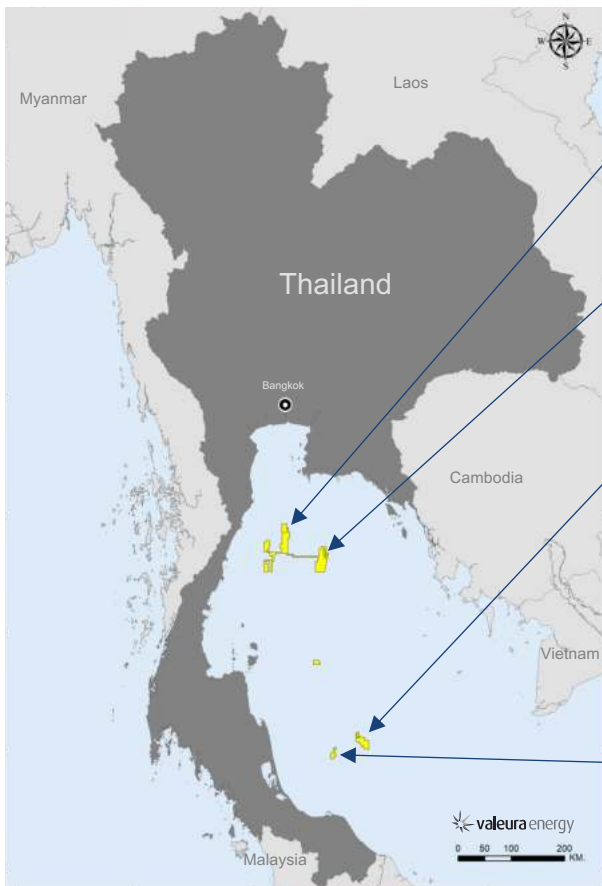 N
W E
S
Laos
Myanmar
Thailand
Bangkok
Cambodia
Vietnam
valeura energy
0 50 100 200
KM.
Malaysia